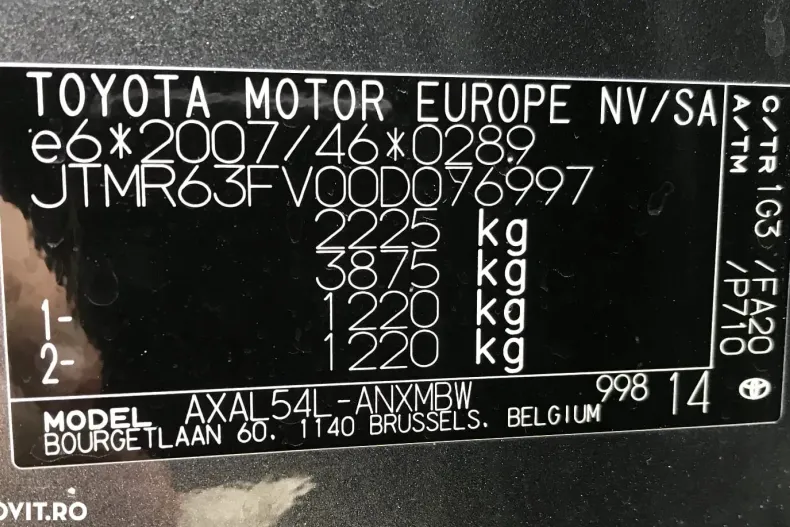 TOYOTA MOTOR EUROPE NV/SA
e6*2007/46*0289
JTMR63FV00D076997
2225 kg
3875 kg
1- 1220 kg
2- 1220 kg
C/TR 1G3 /FA20
A/TM /P710
998 14
MODEL AXAL54L-ANXMBW
BOURGETLAAN 60, 1140 BRUSSELS, BELGIUM
OVIT.RO